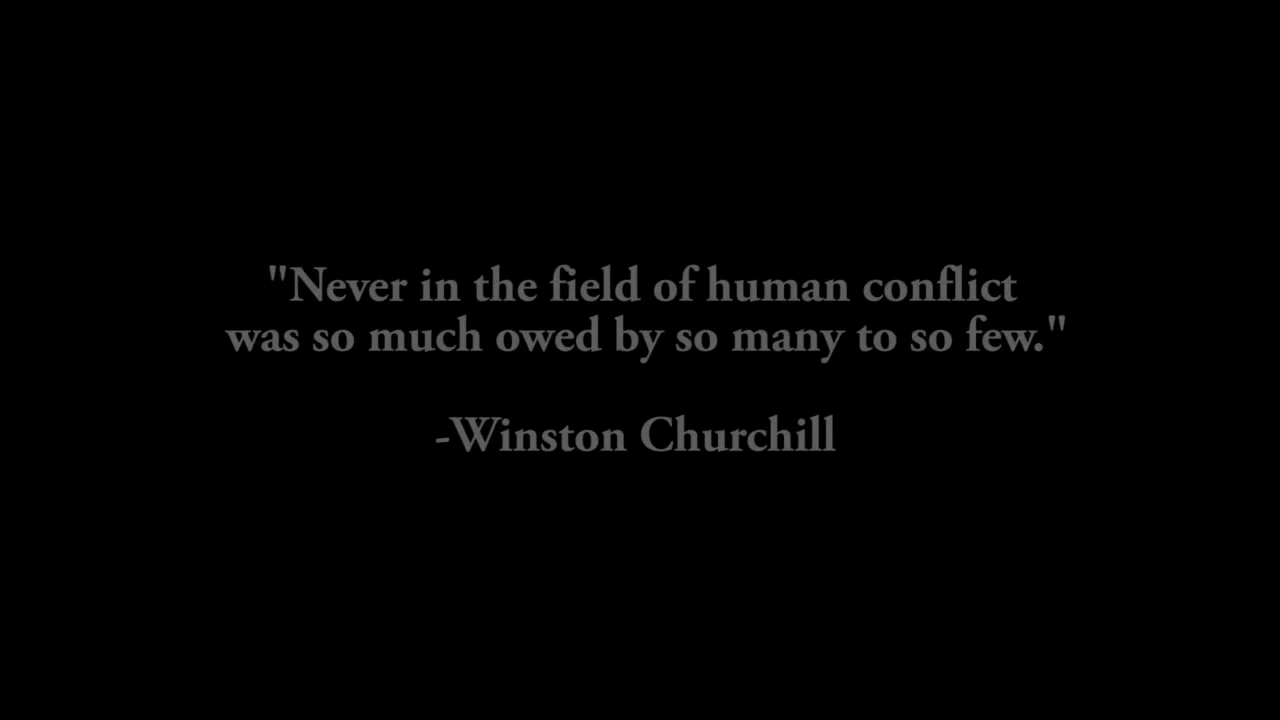 "Never in the field of human conflict
was so much owed by so many to so few."
-Winston Churchill